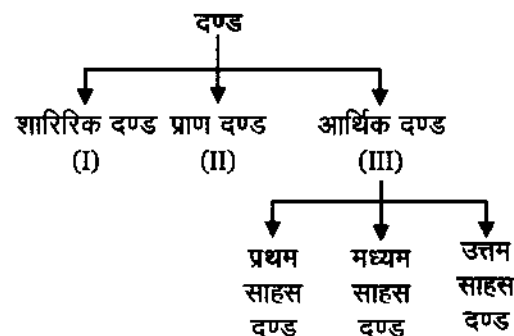 दण्ड
शारिरिक दण्ड प्राण दण्ड आर्थिक दण्ड
(I) (II) (III)
प्रथम मध्यम उत्तम
साहस साहस साहस
दण्ड दण्ड दण्ड